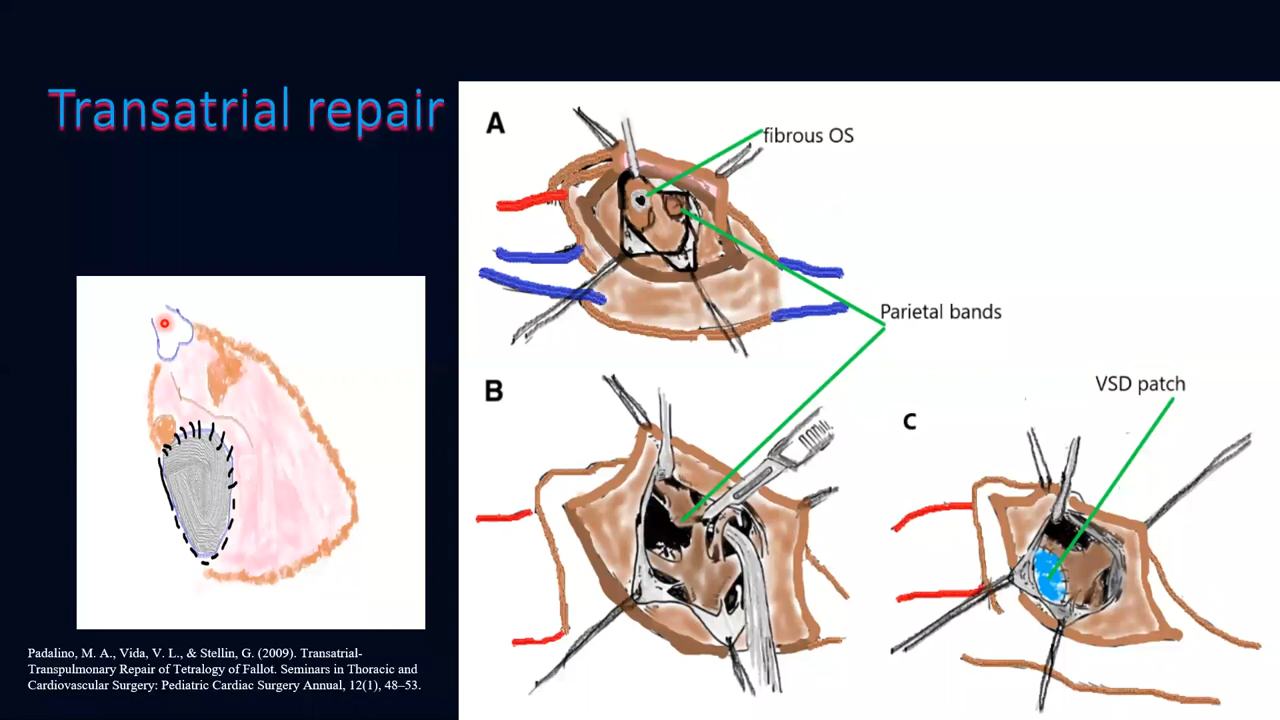 Transatrial repair
A
fibrous OS
Parietal bands
B
VSD patch
C
Padalino, M. A., Vida, V. L., & Stellin, G. (2009). Transatrial-
Transpulmonary Repair of Tetralogy of Fallot. Seminars in Thoracic and
Cardiovascular Surgery: Pediatric Cardiac Surgery Annual, 12(1), 48–53.